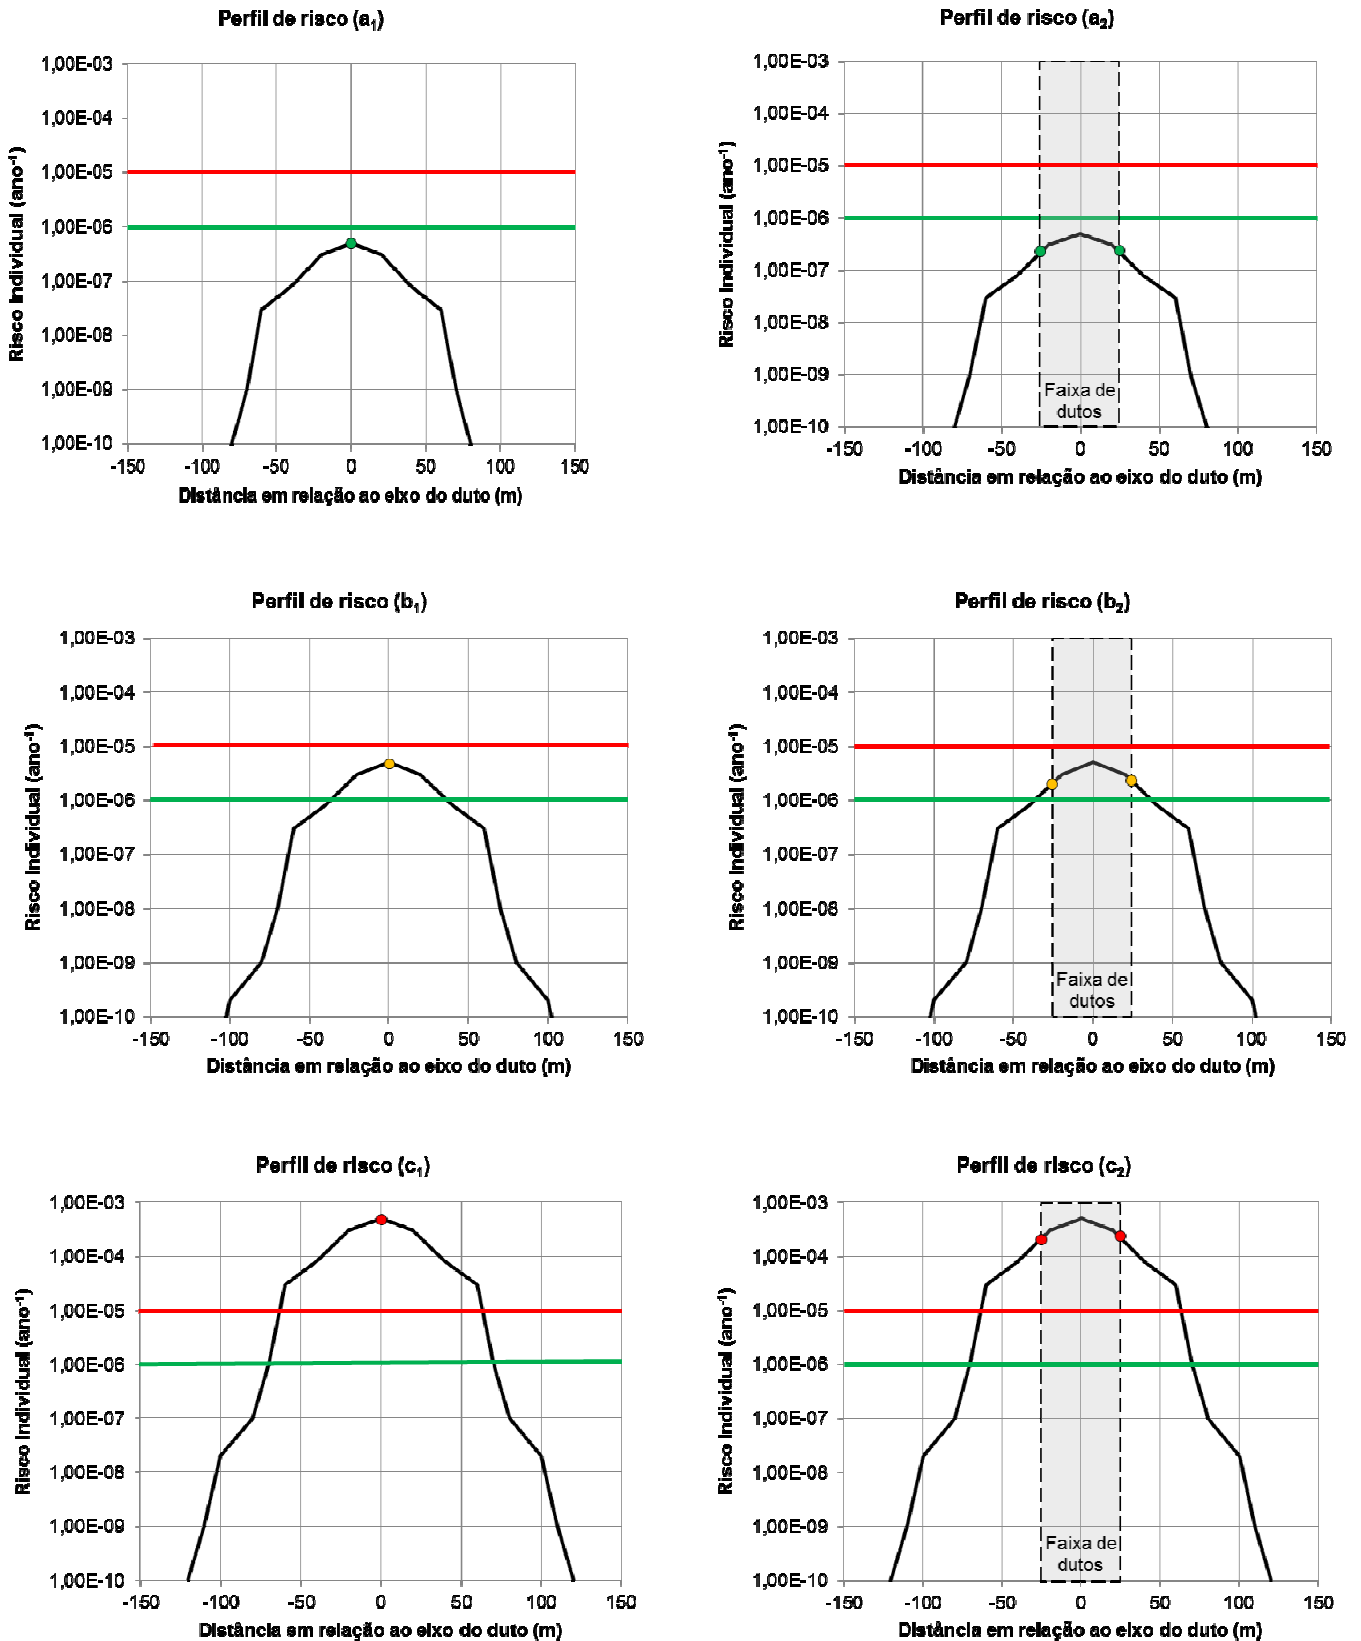 Perfil de risco (a₁)
1,00E-03
1,00E-04
1,00E-05
1,00E-06
1,00E-07
1,00E-08
1,00E-09
1,00E-10
-150 -100 -50 0 50 100 150
Risco Individual (ano⁻¹)
Distância em relação ao eixo do duto (m)
Perfil de risco (a₂)
1,00E-03
1,00E-04
1,00E-05
1,00E-06
1,00E-07
1,00E-08
1,00E-09
1,00E-10
Faixa de
dutos
-150 -100 -50 0 50 100 150
Risco Individual (ano⁻¹)
Distância em relação ao eixo do duto (m)
Perfil de risco (b₁)
1,00E-03
1,00E-04
1,00E-05
1,00E-06
1,00E-07
1,00E-08
1,00E-09
1,00E-10
-150 -100 -50 0 50 100 150
Risco Individual (ano⁻¹)
Distância em relação ao eixo do duto (m)
Perfil de risco (b₂)
1,00E-03
1,00E-04
1,00E-05
1,00E-06
1,00E-07
1,00E-08
1,00E-09
1,00E-10
Faixa de
dutos
-150 -100 -50 0 50 100 150
Risco Individual (ano⁻¹)
Distância em relação ao eixo do duto (m)
Perfil de risco (c₁)
1,00E-03
1,00E-04
1,00E-05
1,00E-06
1,00E-07
1,00E-08
1,00E-09
1,00E-10
-150 -100 -50 0 50 100 150
Risco Individual (ano⁻¹)
Distância em relação ao eixo do duto (m)
Perfil de risco (c₂)
1,00E-03
1,00E-04
1,00E-05
1,00E-06
1,00E-07
1,00E-08
1,00E-09
1,00E-10
Faixa de
dutos
-150 -100 -50 0 50 100 150
Risco Individual (ano⁻¹)
Distância em relação ao eixo do duto (m)